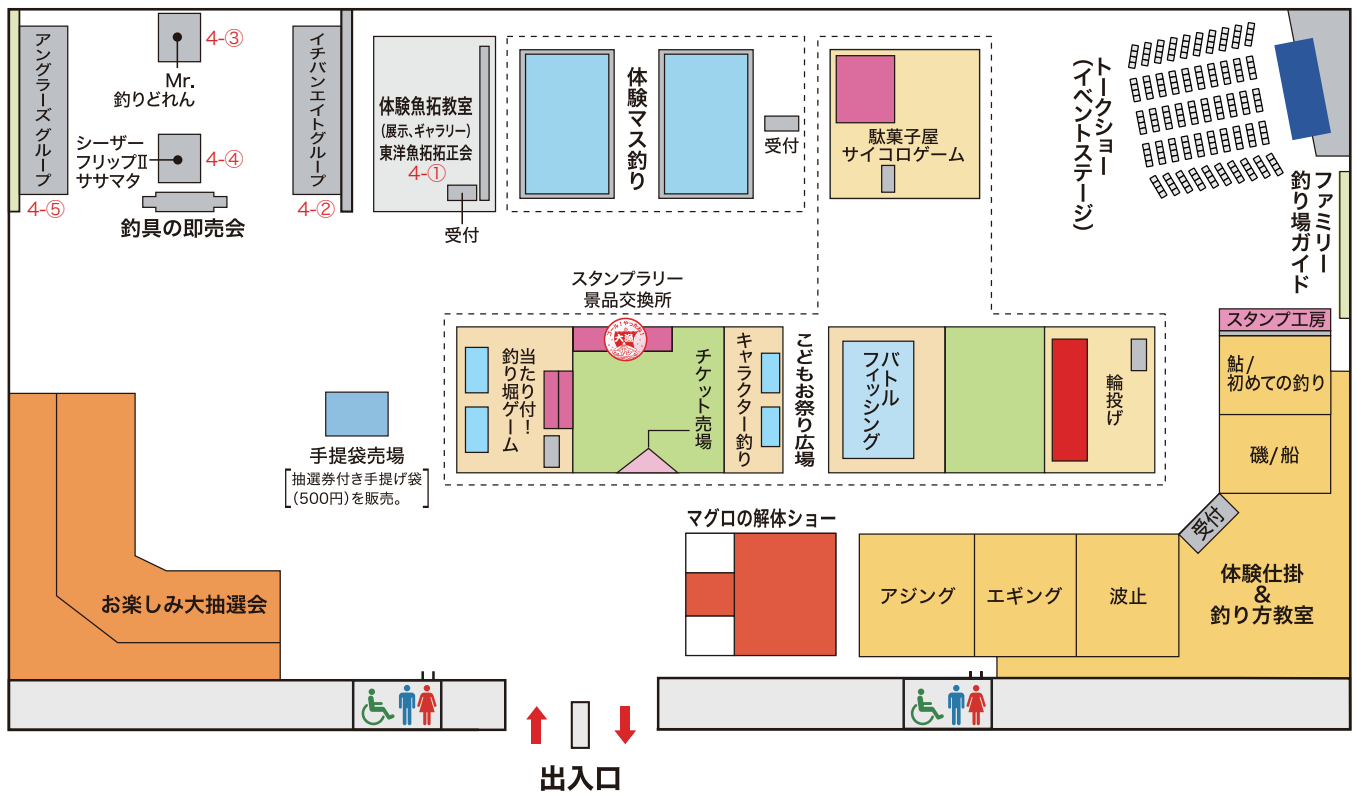 アングラーズ グループ
4-⑤
4-③
Mr.
釣りどれん
シーザー
フリップⅡ
ササマタ
4-④
釣具の即売会
イチバンエイトグループ
4-②
体験魚拓教室
(展示、ギャラリー)
東洋魚拓拓正会
4-①
受付
体験マス釣り
受付
駄菓子屋
サイコロゲーム
トークショー
(イベントステージ)
ファミリー
釣り場ガイド
スタンプラリー
景品交換所
大漁
当たり付!
釣り堀ゲーム
チケット売場
キャラクター釣り
こどもお祭り広場
バトル
フィッシング
輪投げ
スタンプ工房
鮎/
初めての釣り
磯/船
受付
体験仕掛
&
釣り方教室
手提袋売場
抽選券付き手提げ袋
(500円)を販売。
マグロの解体ショー
アジング
エギング
波止
お楽しみ大抽選会
出入口